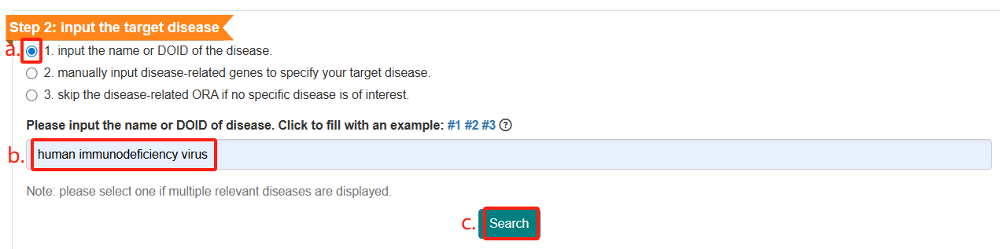 Step 2: input the target disease
a. 1. input the name or DOID of the disease.
2. manually input disease-related genes to specify your target disease.
3. skip the disease-related ORA if no specific disease is of interest.
Please input the name or DOID of disease. Click to fill with an example: #1 #2 #3 ?
b. human immunodeficiency virus
Note: please select one if multiple relevant diseases are displayed.
c. Search